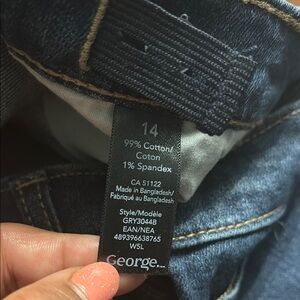 14
99% Cotton/
Coton
1% Spandex
CA 51122
Made in Bangladesh/
Fabriqué au Bangladesh
Style/Modèle
GRY3044B
EAN/NEA
489396638765
W5L
George